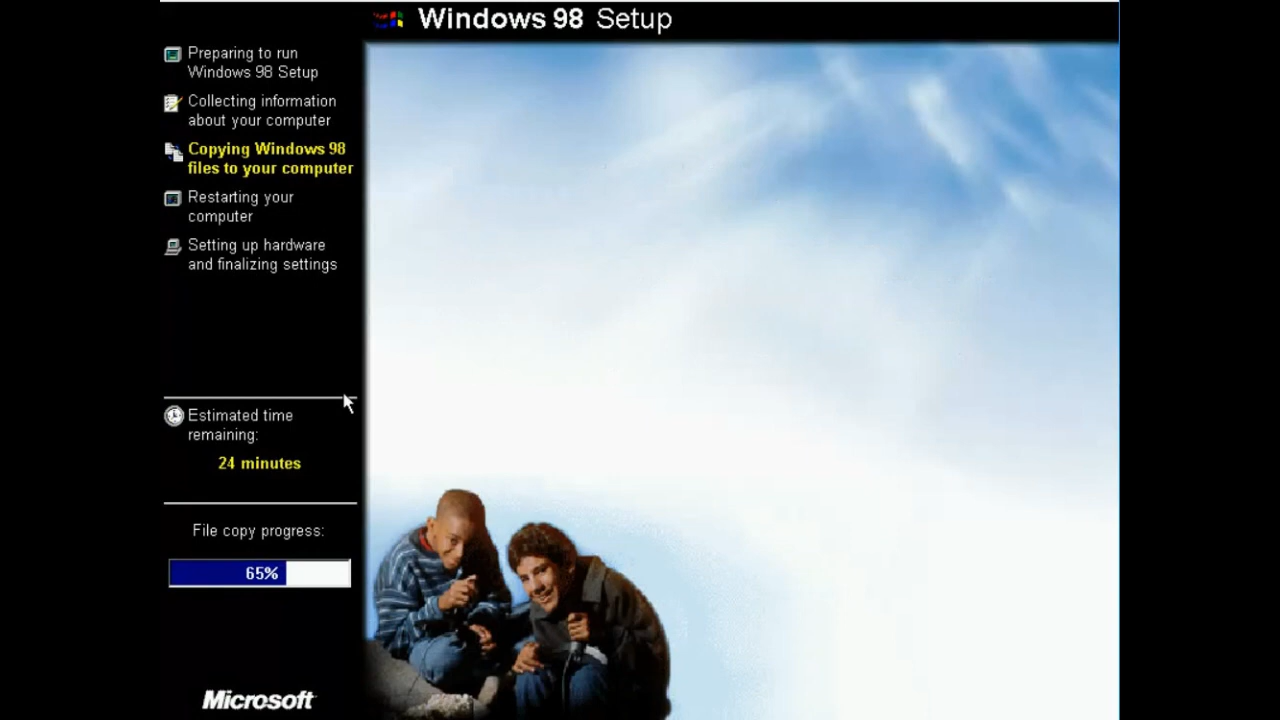 Windows 98 Setup
Preparing to run
Windows 98 Setup
Collecting information
about your computer
Copying Windows 98
files to your computer
Restarting your
computer
Setting up hardware
and finalizing settings
Estimated time
remaining:
24 minutes
File copy progress:
65%
Microsoft